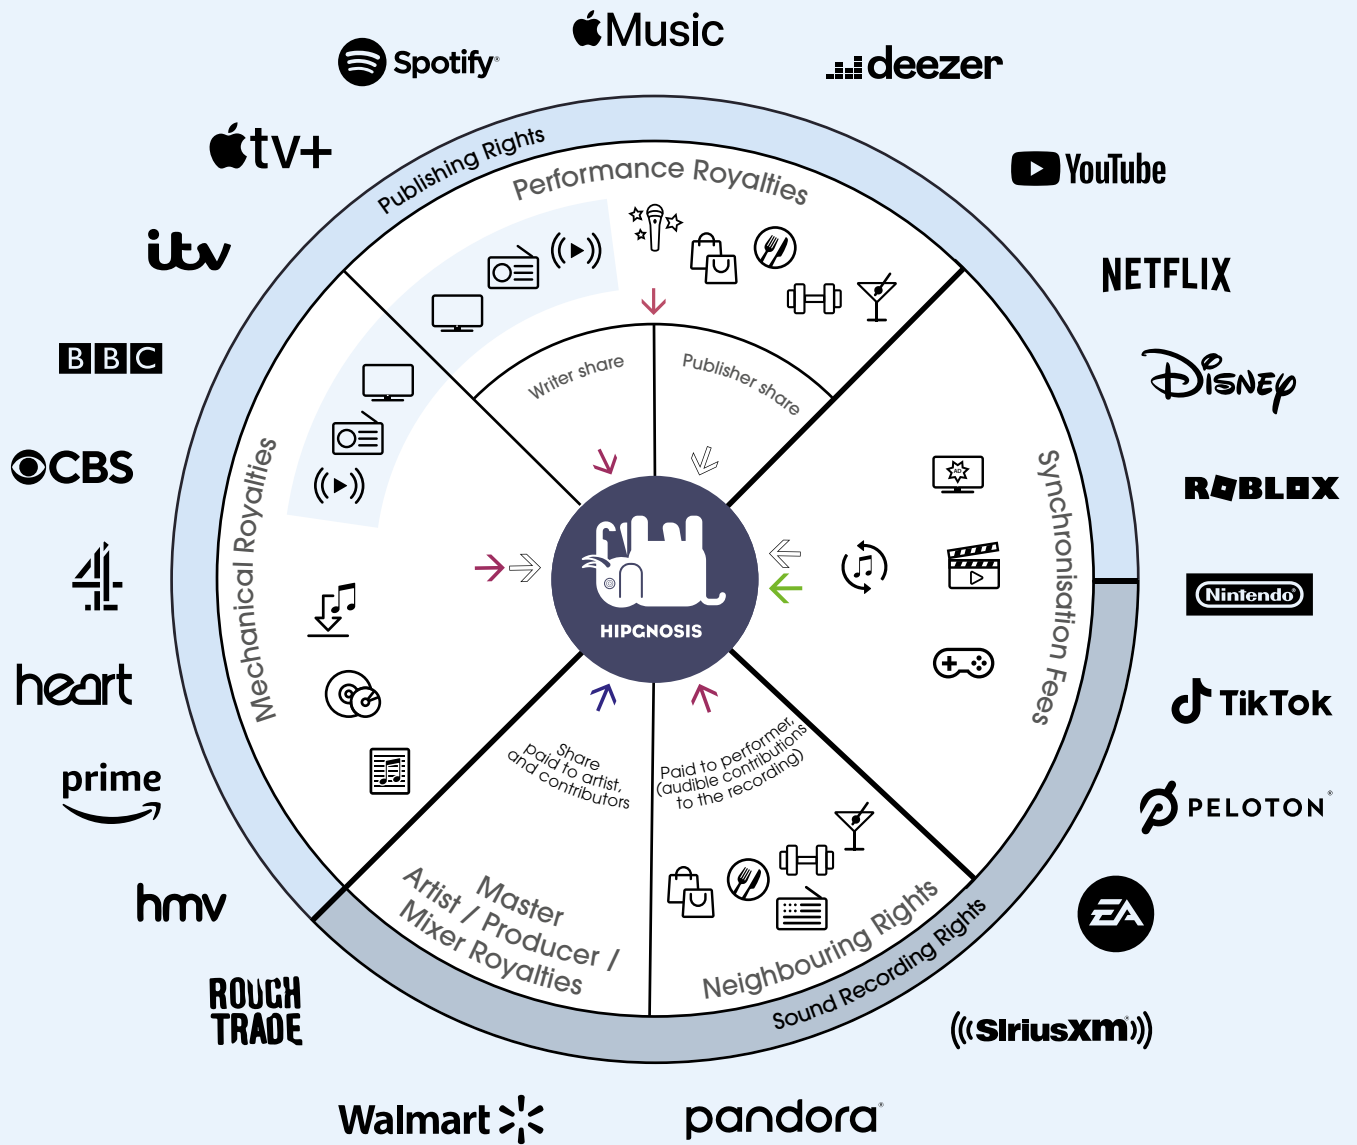 Music
Spotify
deezer
tv+
YouTube
itv
NETFLIX
BBC
Disney
CBS
ROBLOX
4
Nintendo
heart
TikTok
prime
PELOTON
hmv
EA
ROUGH
TRADE
((SiriusXM))
Walmart
pandora
Publishing Rights
Performance Royalties
Writer share
Publisher share
Mechanical Royalties
AD
Synchronisation Fees
HIPGNOSIS
Share
paid to artist,
and contributors
Paid to performer,
(audible contributions
to the recording)
Master
Artist / Producer /
Mixer Royalties
Neighbouring Rights
Sound Recording Rights